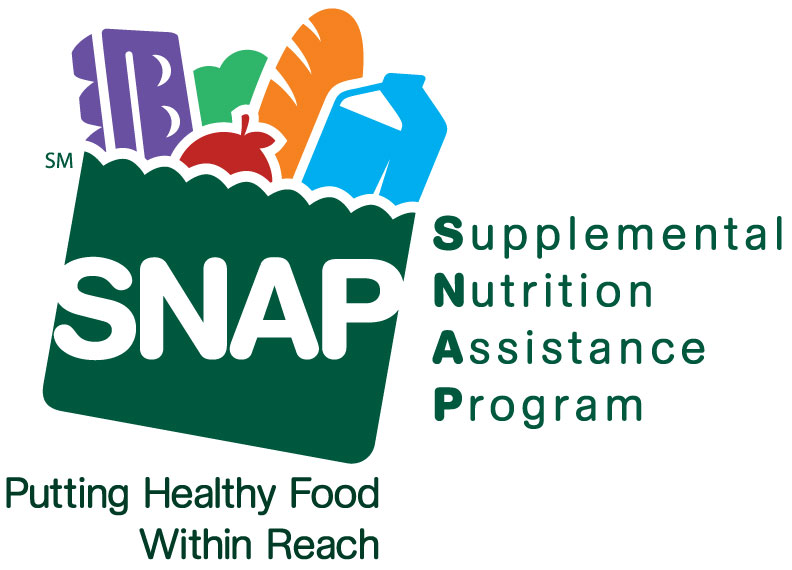 SM
SNAP
Supplemental
Nutrition
Assistance
Program
Putting Healthy Food
Within Reach